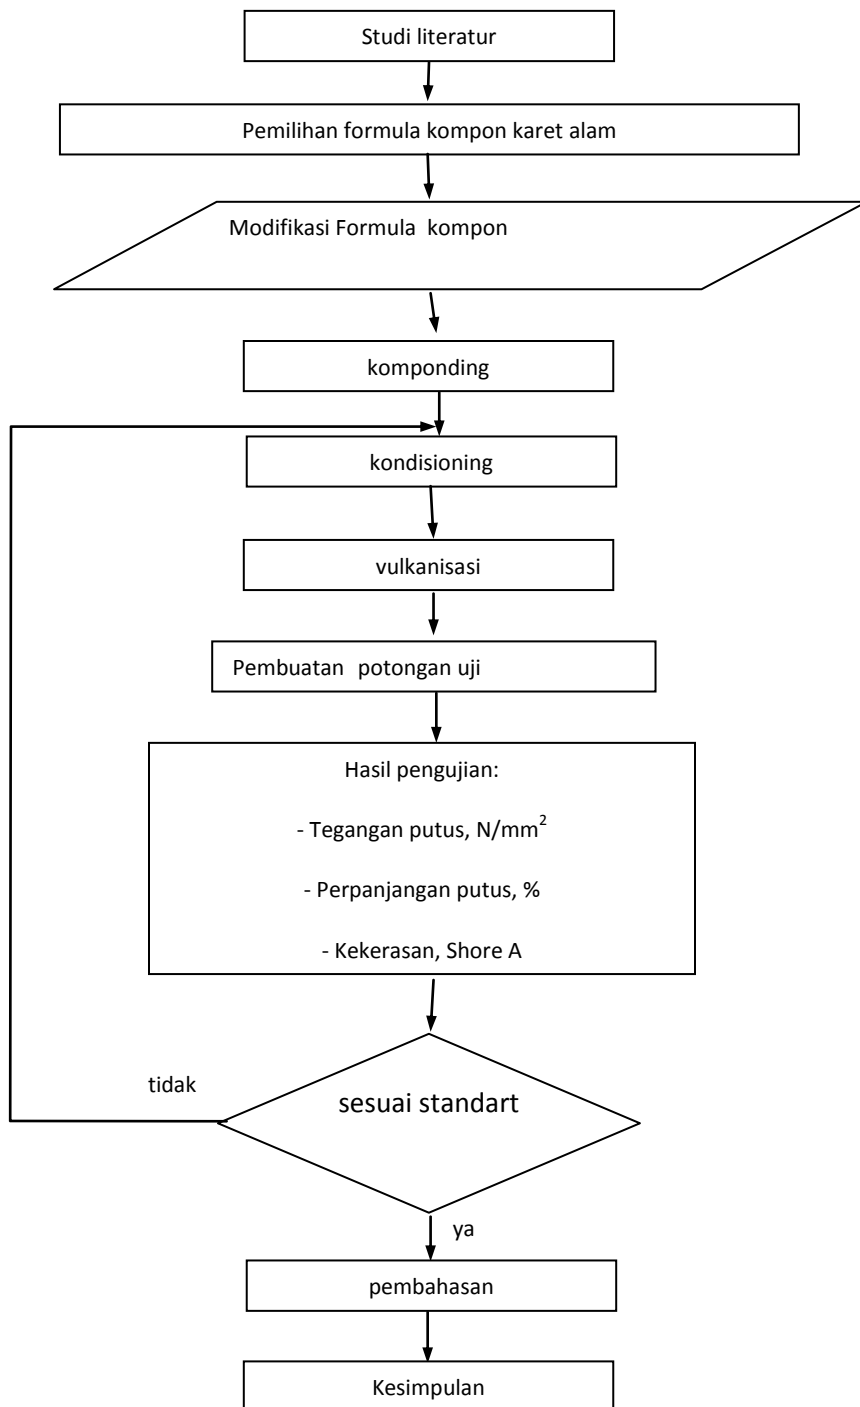 Studi literatur
Pemilihan formula kompon karet alam
Modifikasi Formula kompon
komponding
kondisioning
vulkanisasi
Pembuatan potongan uji
Hasil pengujian:
- Tegangan putus, N/mm²
- Perpanjangan putus, %
- Kekerasan, Shore A
tidak
sesuai standart
ya
pembahasan
Kesimpulan